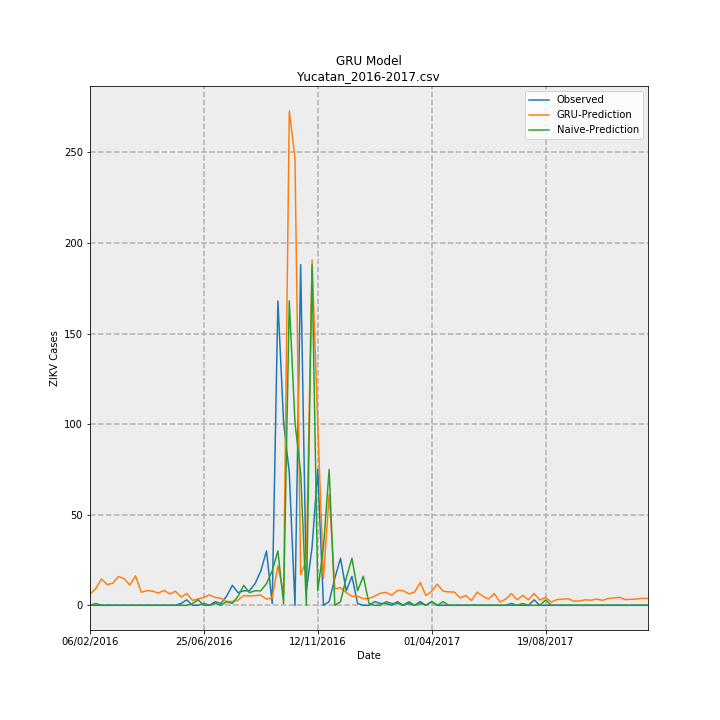 GRU Model
Yucatan_2016-2017.csv
Observed
GRU-Prediction
Naive-Prediction
250
200
150
100
50
0
ZIKV Cases
06/02/2016
25/06/2016
12/11/2016
01/04/2017
19/08/2017
Date